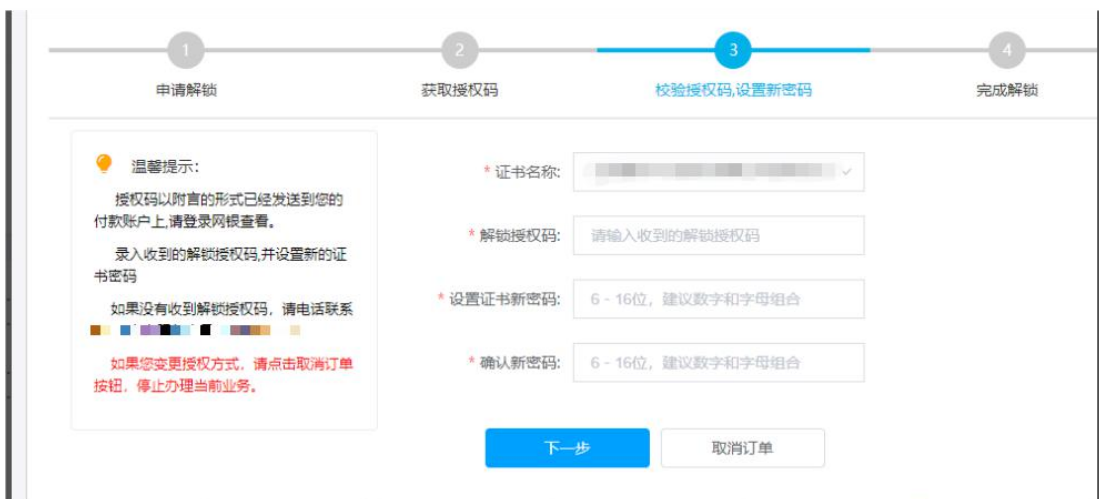 1
2
3
4
申请解锁
获取授权码
校验授权码,设置新密码
完成解锁
温馨提示:
授权码以附言的形式已经发送到您的
付款账户上,请登录网银查看。
录入收到的解锁授权码,并设置新的证
书密码
如果没有收到解锁授权码，请电话联系
如果您变更授权方式，请点击取消订单
按钮，停止办理当前业务。
* 证书名称:
* 解锁授权码:
请输入收到的解锁授权码
* 设置证书新密码:
6 - 16位，建议数字和字母组合
* 确认新密码:
6 - 16位，建议数字和字母组合
下一步
取消订单